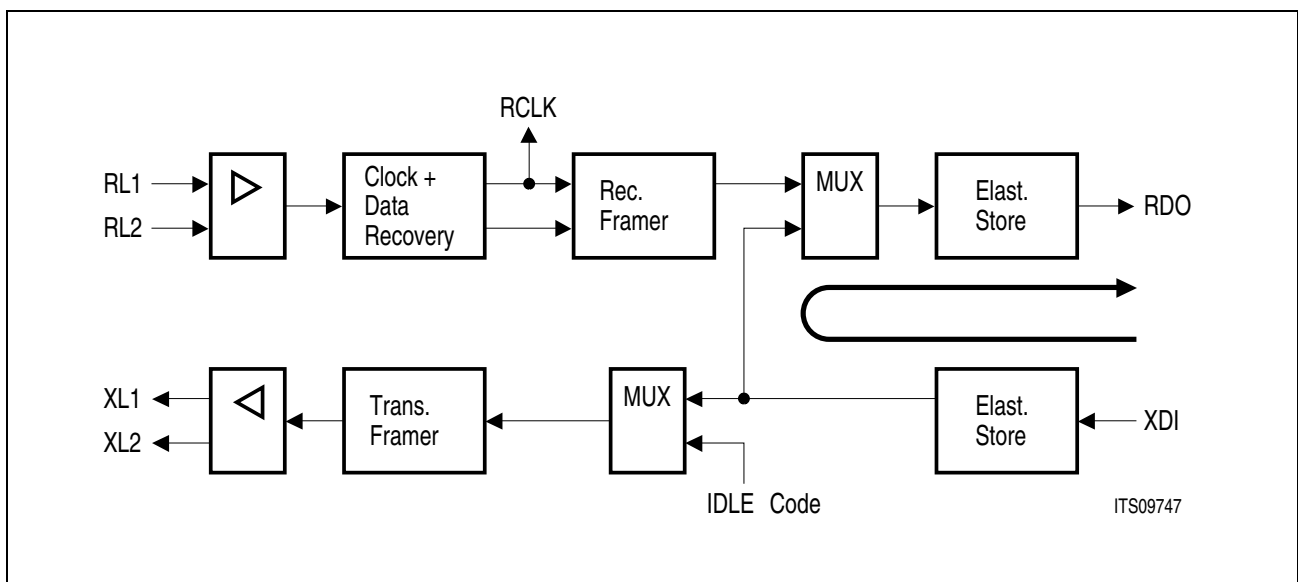 RCLK
RL1
RL2
Clock +
Data
Recovery
Rec.
Framer
MUX
Elast.
Store
RDO
XL1
XL2
Trans.
Framer
MUX
Elast.
Store
XDI
IDLE Code
ITS09747